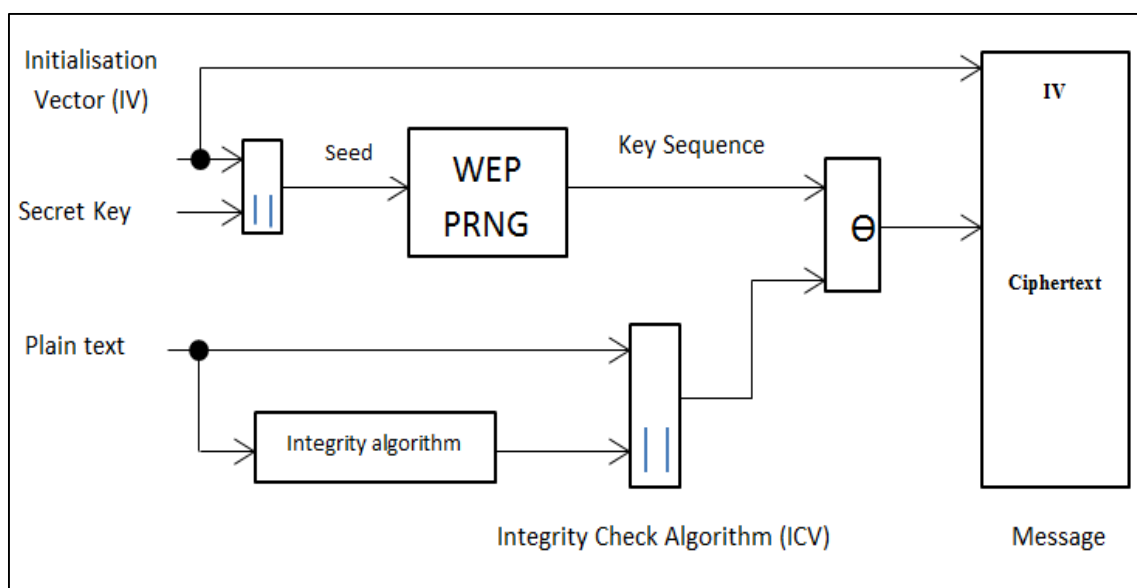 Initialisation
Vector (IV)
IV
Seed
WEP
PRNG
Key Sequence
Secret Key
||
Ɵ
Ciphertext
Plain text
||
Integrity algorithm
Integrity Check Algorithm (ICV)
Message